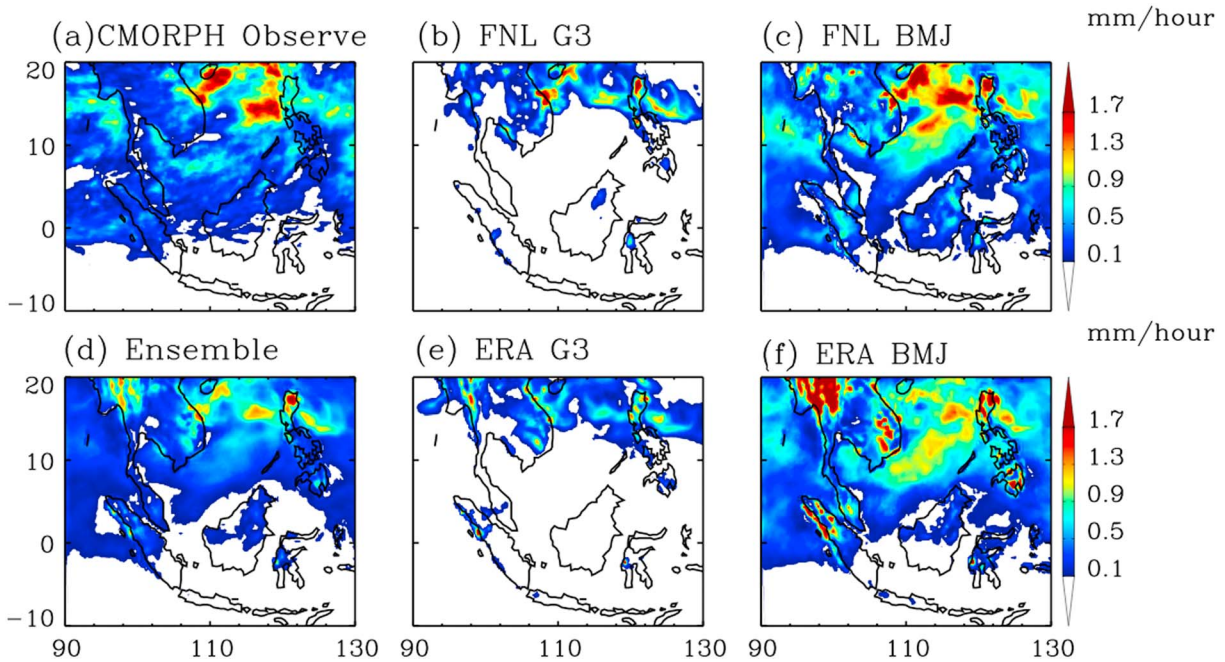 mm/hour
(a)CMORPH Observe
(b) FNL G3
(c) FNL BMJ
20
10
0
−10
1.7
1.3
0.9
0.5
0.1
mm/hour
(d) Ensemble
(e) ERA G3
(f) ERA BMJ
20
10
0
−10
1.7
1.3
0.9
0.5
0.1
90 110 130 90 110 130 90 110 130